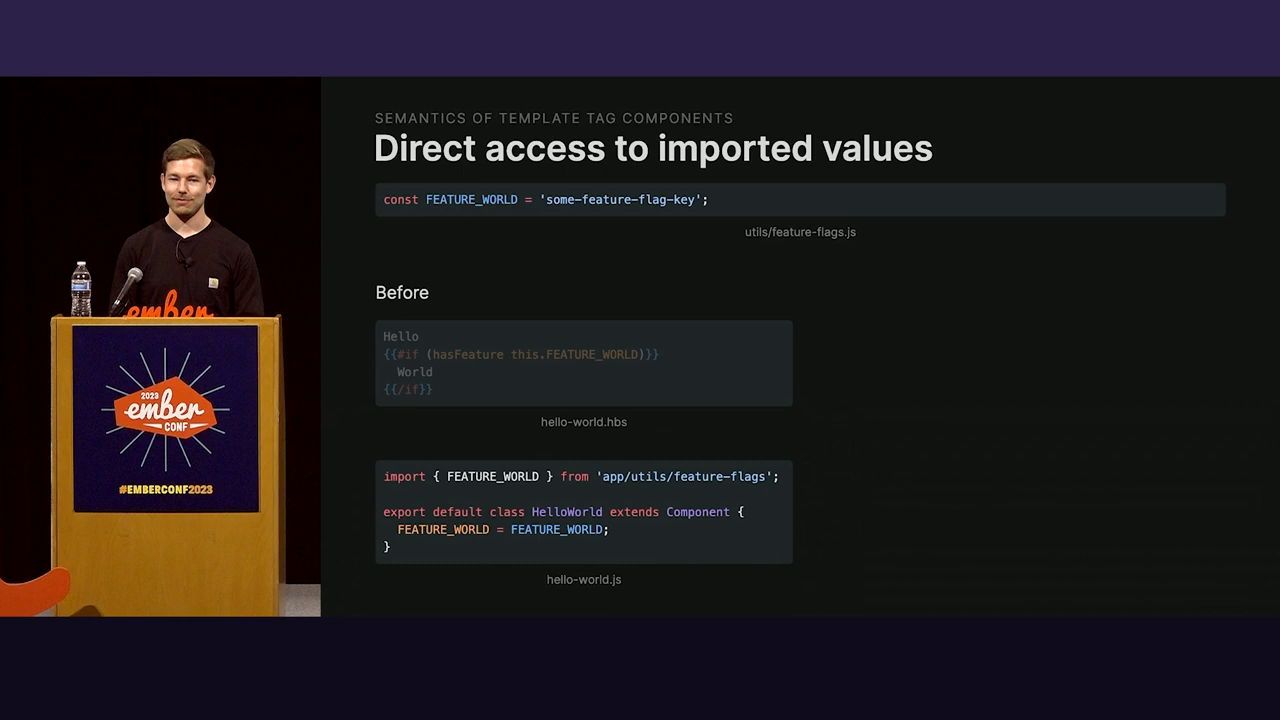 SEMANTICS OF TEMPLATE TAG COMPONENTS
Direct access to imported values
const FEATURE_WORLD = 'some-feature-flag-key';
utils/feature-flags.js
Before
Hello
{{#if (hasFeature this.FEATURE_WORLD)}}
World
{{/if}}
hello-world.hbs
import { FEATURE_WORLD } from 'app/utils/feature-flags';
export default class HelloWorld extends Component {
FEATURE_WORLD = FEATURE_WORLD;
}
hello-world.js
ember
2023
ember
CONF
#EMBERCONF2023